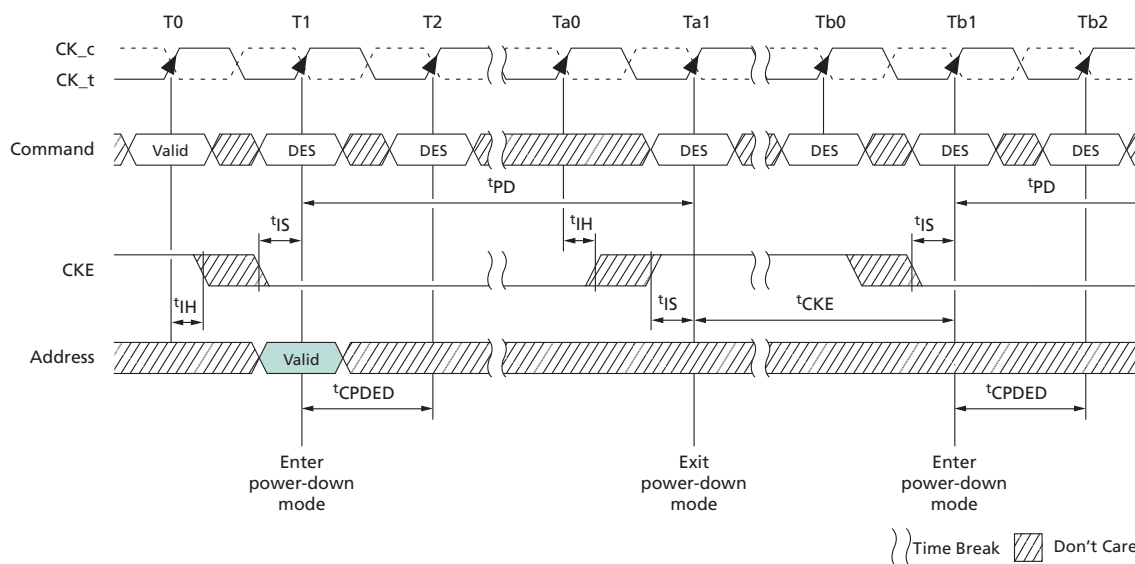 T0 T1 T2 Ta0 Ta1 Tb0 Tb1 Tb2
CK_c
CK_t
Command Valid DES DES DES DES DES DES
tPD tPD
tIS tIH tIS
CKE
tIH tIS tCKE
Address Valid
tCPDED tCPDED
Enter power-down mode
Exit power-down mode
Enter power-down mode
Time Break Don't Care